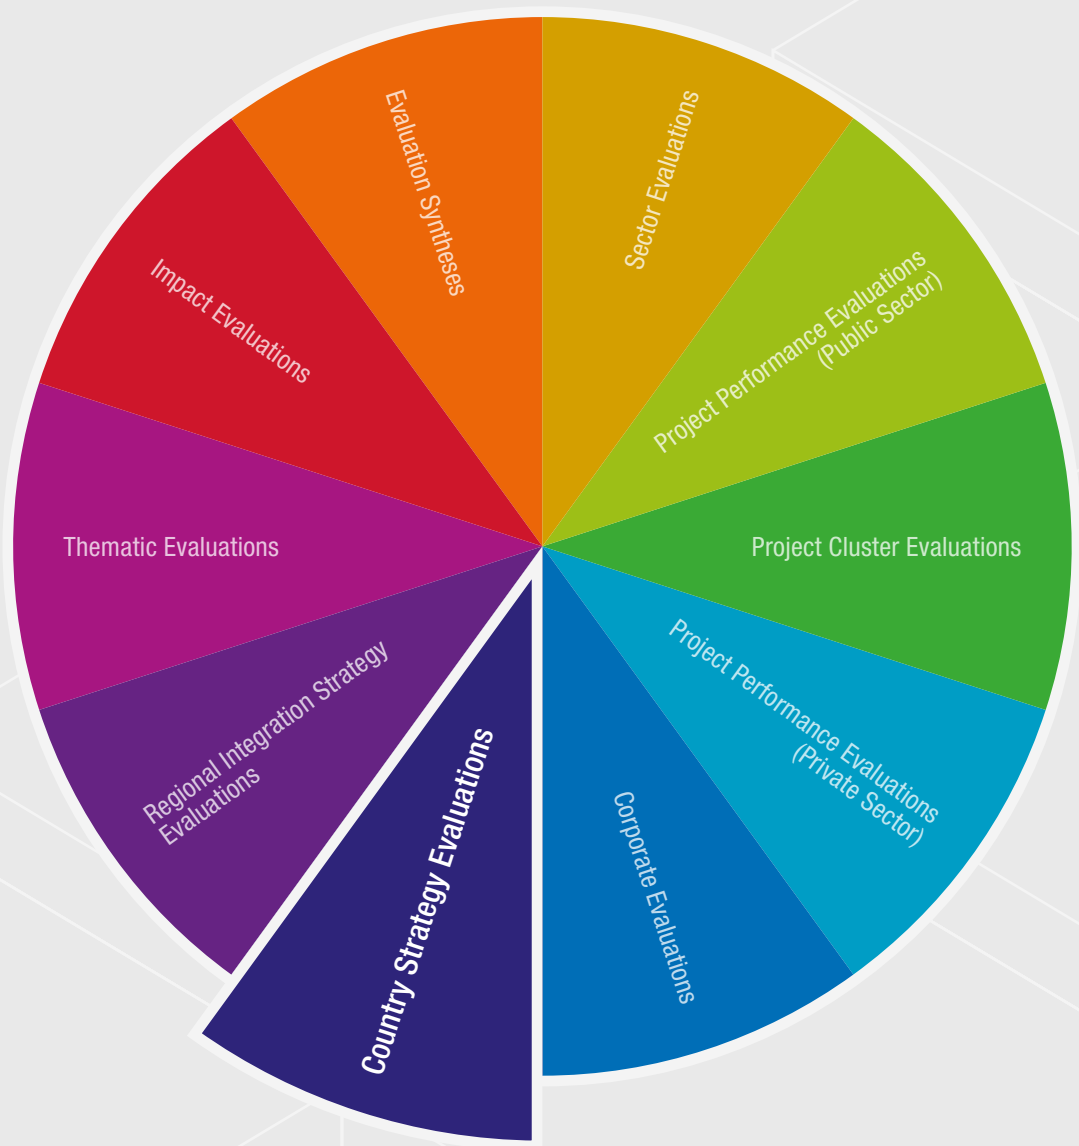 Evaluation Syntheses
Sector Evaluations
Project Performance Evaluations
(Public Sector)
Project Cluster Evaluations
Project Performance Evaluations
(Private Sector)
Corporate Evaluations
Country Strategy Evaluations
Regional Integration Strategy
Evaluations
Thematic Evaluations
Impact Evaluations